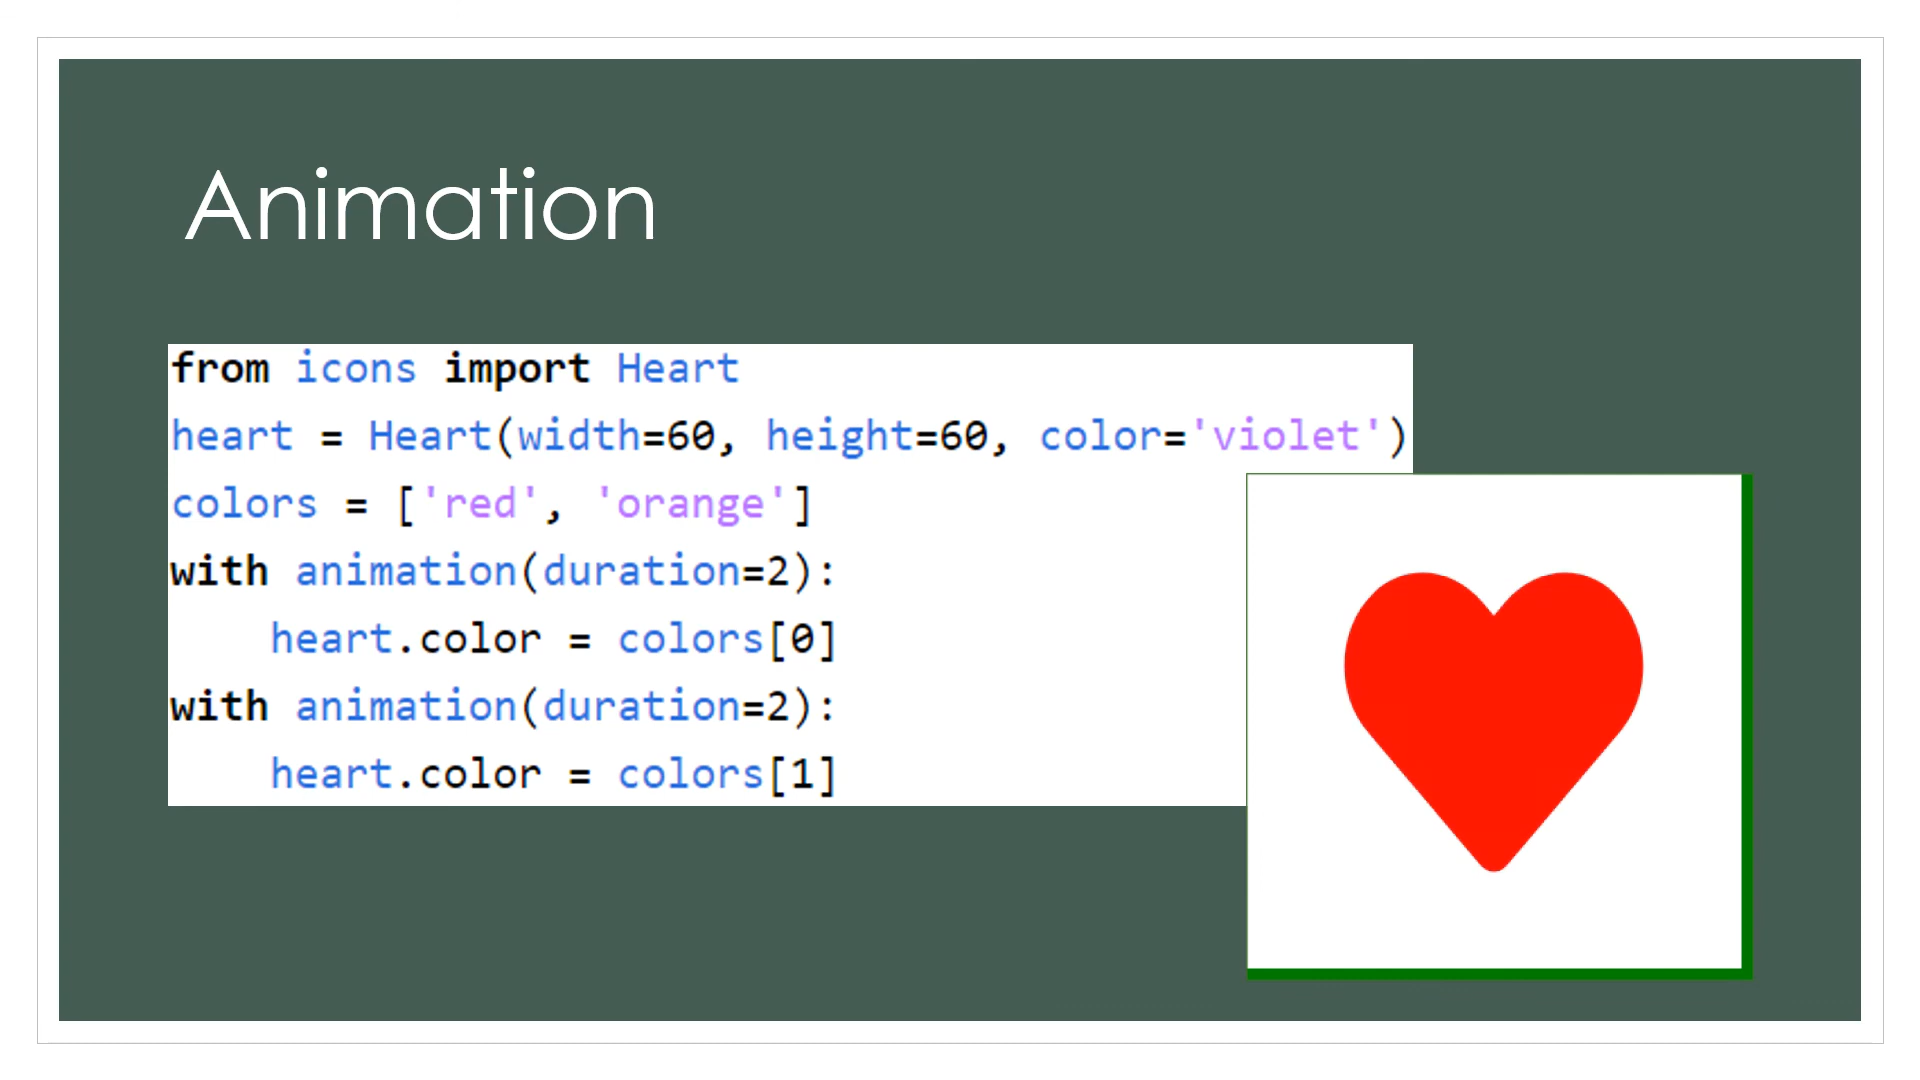 Animation
from icons import Heart
heart = Heart(width=60, height=60, color='violet')
colors = ['red', 'orange']
with animation(duration=2):
    heart.color = colors[0]
with animation(duration=2):
    heart.color = colors[1]